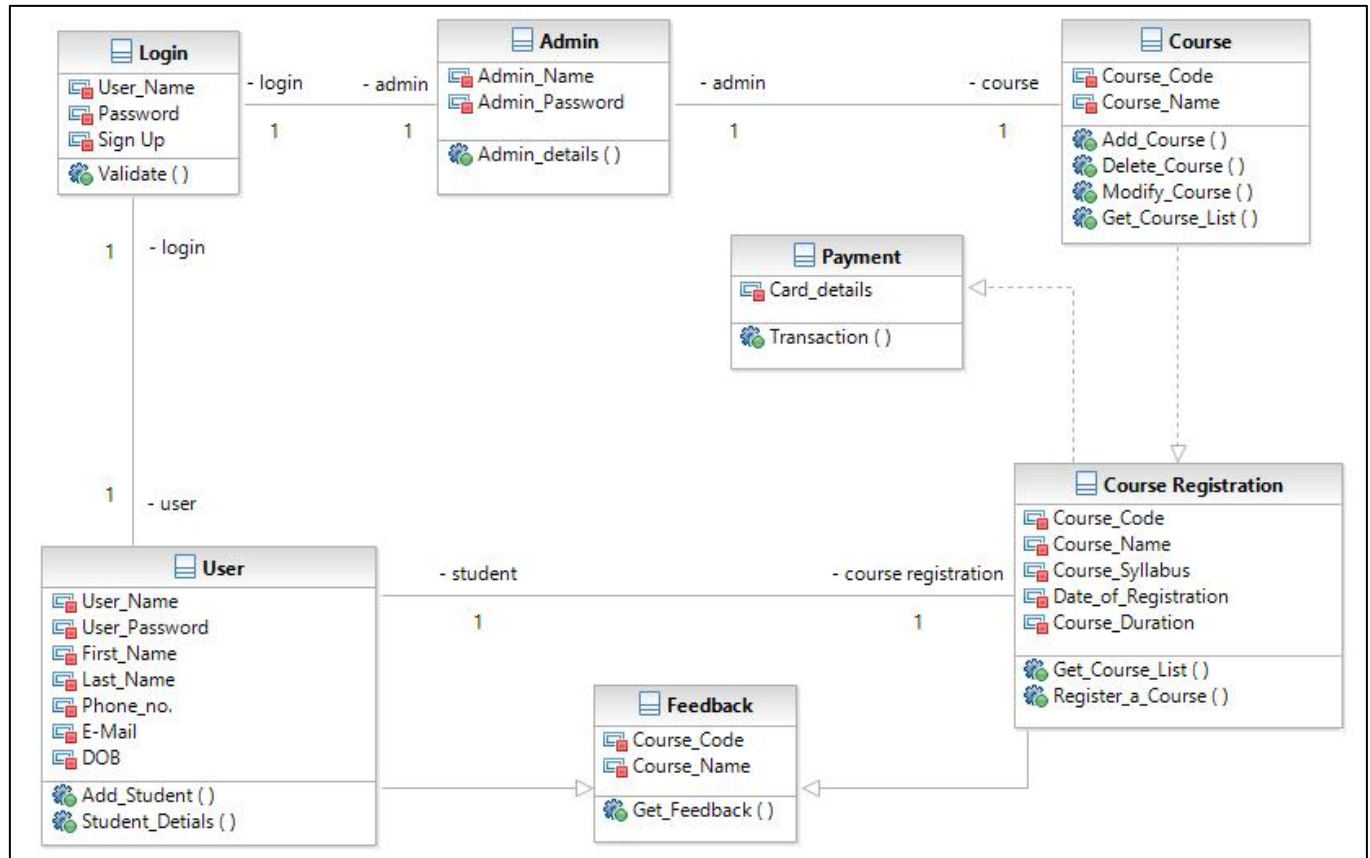 Login
User_Name
Password
Sign Up
Validate ( )
- login
1
- admin
1
Admin
Admin_Name
Admin_Password
Admin_details ( )
- admin
1
- course
1
Course
Course_Code
Course_Name
Add_Course ( )
Delete_Course ( )
Modify_Course ( )
Get_Course_List ( )
1
- login
Payment
Card_details
Transaction ( )
1
- user
User
User_Name
User_Password
First_Name
Last_Name
Phone_no.
E-Mail
DOB
Add_Student ( )
Student_Detials ( )
- student
1
- course registration
1
Course Registration
Course_Code
Course_Name
Course_Syllabus
Date_of_Registration
Course_Duration
Get_Course_List ( )
Register_a_Course ( )
Feedback
Course_Code
Course_Name
Get_Feedback ( )